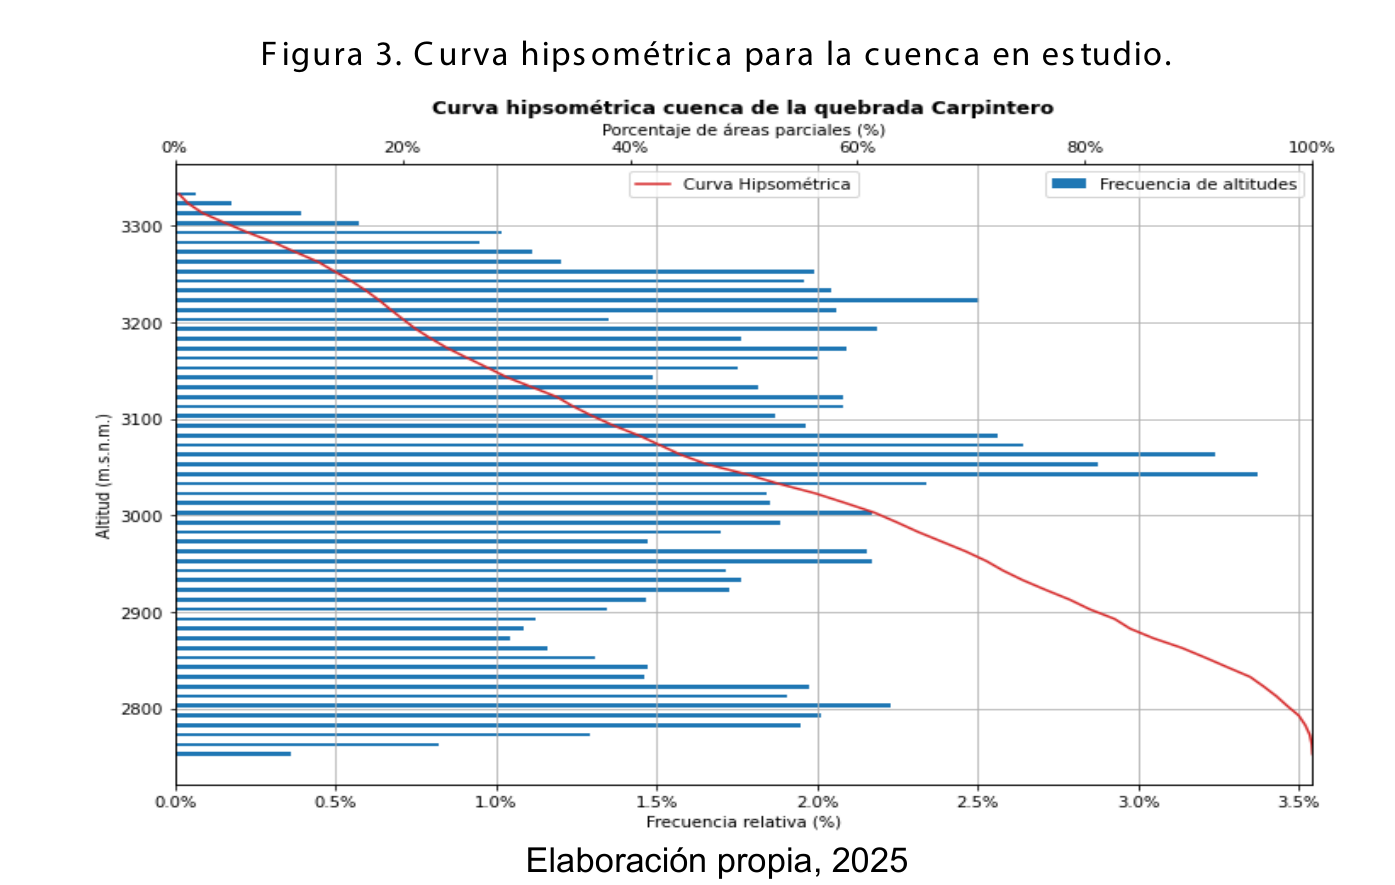 Figura 3. Curva hipsométrica para la cuenca en estudio.
Curva hipsométrica cuenca de la quebrada Carpintero
Porcentaje de áreas parciales (%)
0% 20% 40% 60% 80% 100%
Curva Hipsométrica Frecuencia de altitudes
3300
3200
3100
3000
2900
2800
Altitud (m.s.n.m.)
0.0% 0.5% 1.0% 1.5% 2.0% 2.5% 3.0% 3.5%
Frecuencia relativa (%)
Elaboración propia, 2025